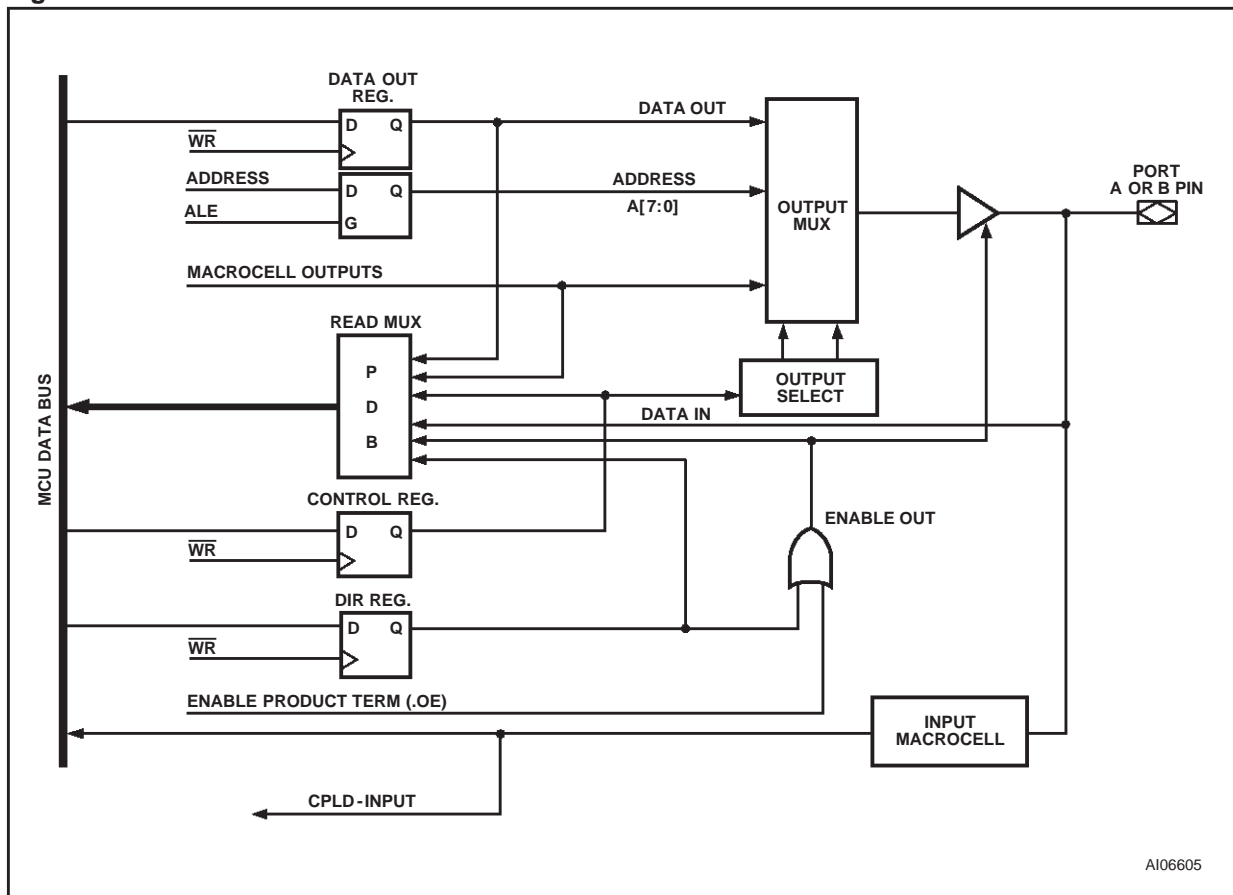 DATA OUT
REG.
D Q
DATA OUT
WR
ADDRESS
D Q
ADDRESS
A[7:0]
ALE
G
OUTPUT
MUX
PORT
A OR B PIN
MACROCELL OUTPUTS
READ MUX
P
D
B
OUTPUT
SELECT
DATA IN
MCU DATA BUS
CONTROL REG.
D Q
WR
ENABLE OUT
DIR REG.
D Q
WR
ENABLE PRODUCT TERM (.OE)
INPUT
MACROCELL
CPLD-INPUT
AI06605